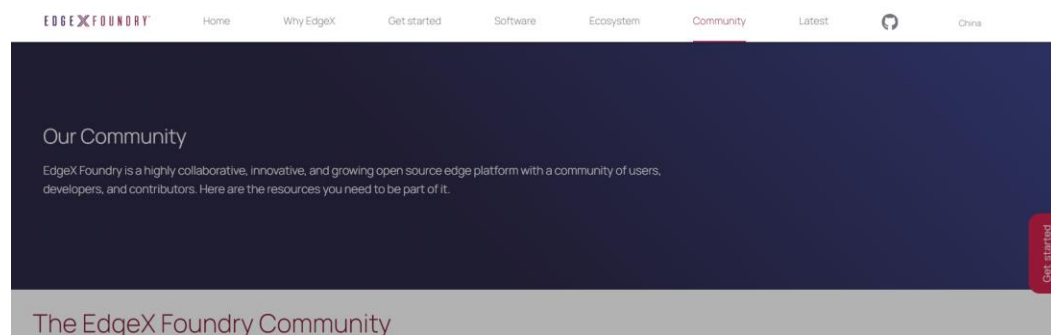 EDGEXFOUNDRY Home Why EdgeX Get started Software Ecosystem Community Latest China
Our Community
EdgeX Foundry is a highly collaborative, innovative, and growing open source edge platform with a community of users,
developers, and contributors. Here are the resources you need to be part of it.
Get started
The EdgeX Foundry Community